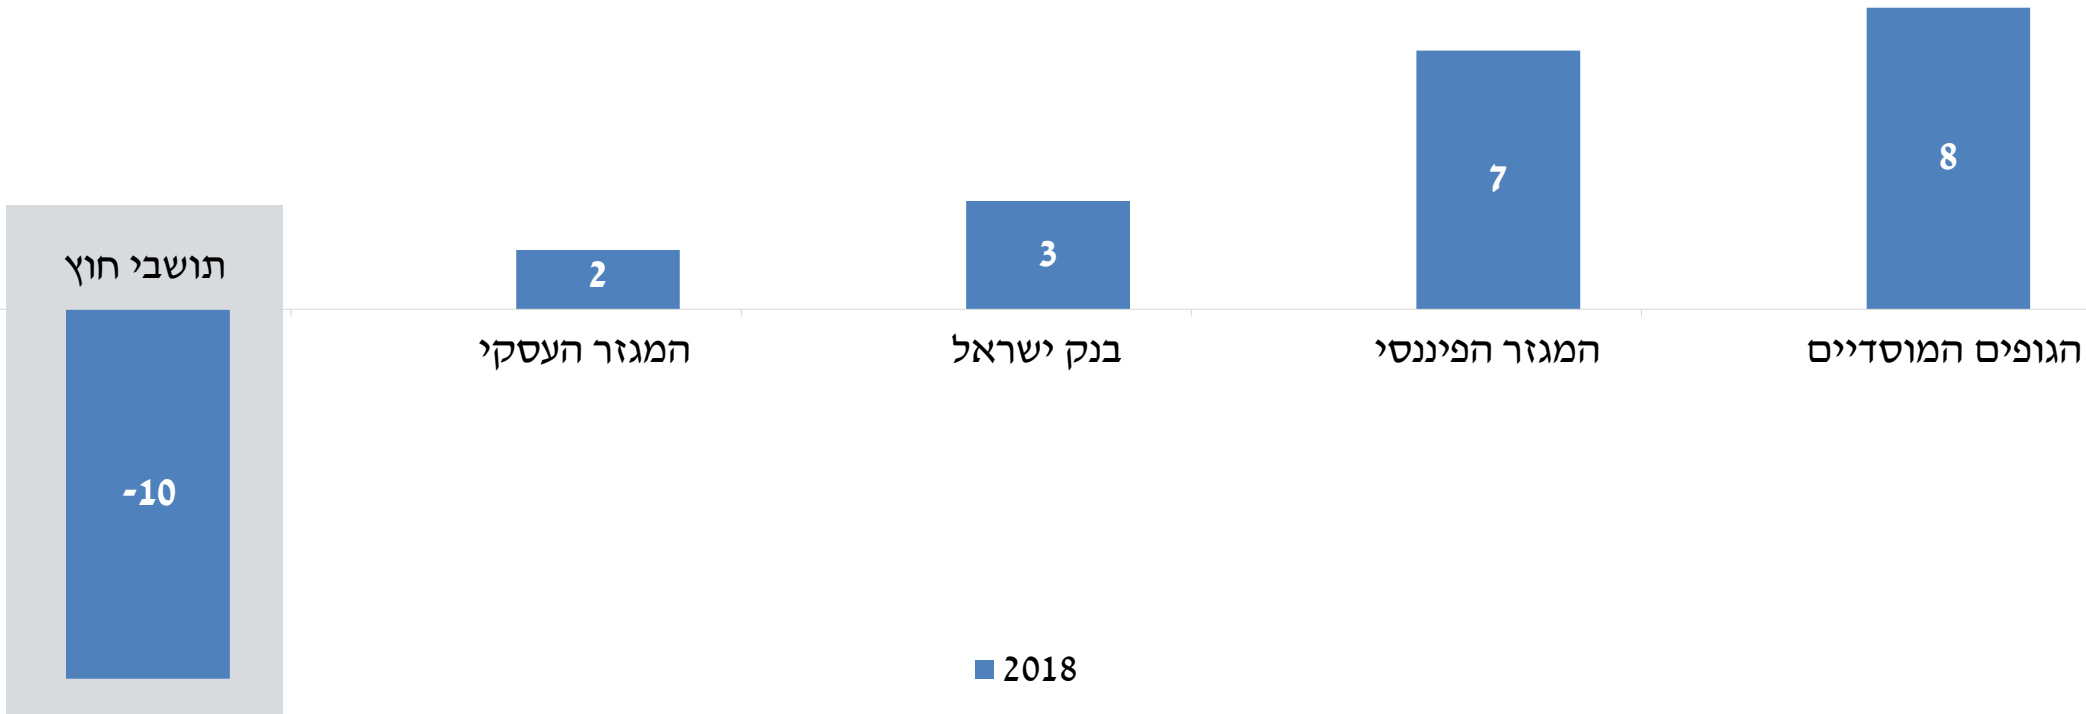 8
7
3
2
תושבי חוץ
הגופים המוסדיים
המגזר הפיננסי
בנק ישראל
המגזר העסקי
-10
2018